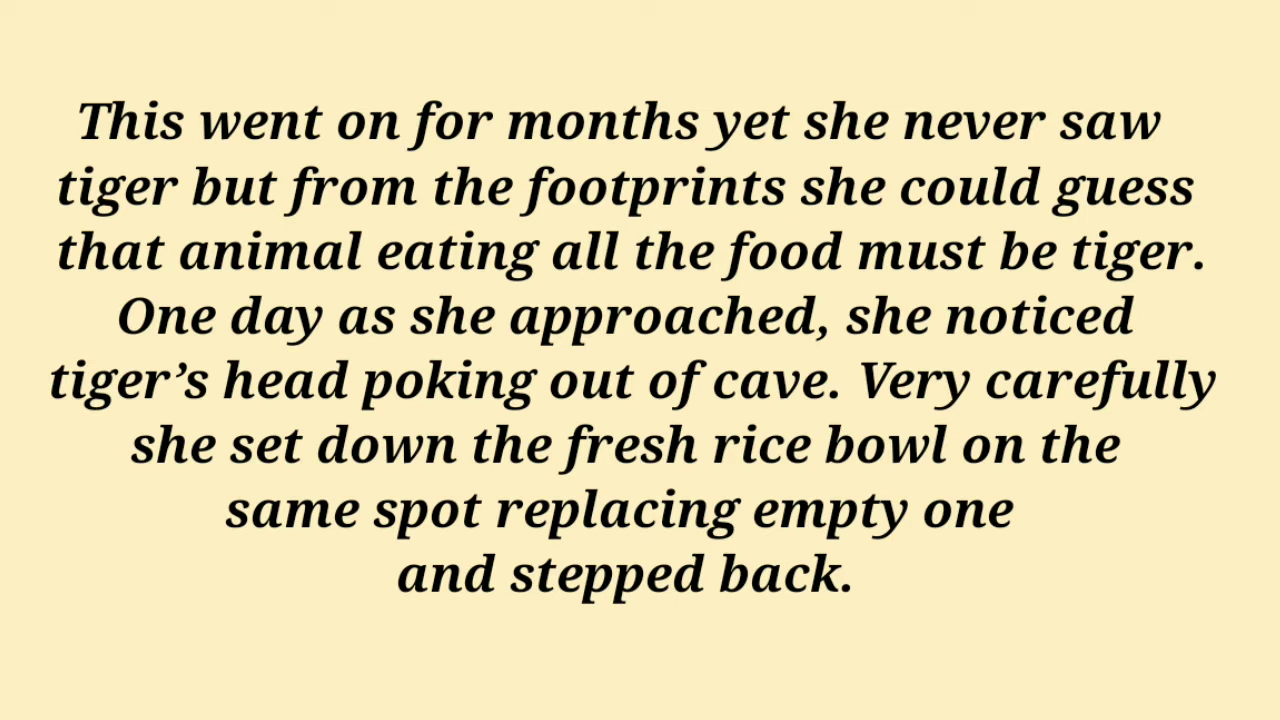 This went on for months yet she never saw
tiger but from the footprints she could guess
that animal eating all the food must be tiger.
One day as she approached, she noticed
tiger’s head poking out of cave. Very carefully
she set down the fresh rice bowl on the
same spot replacing empty one
and stepped back.